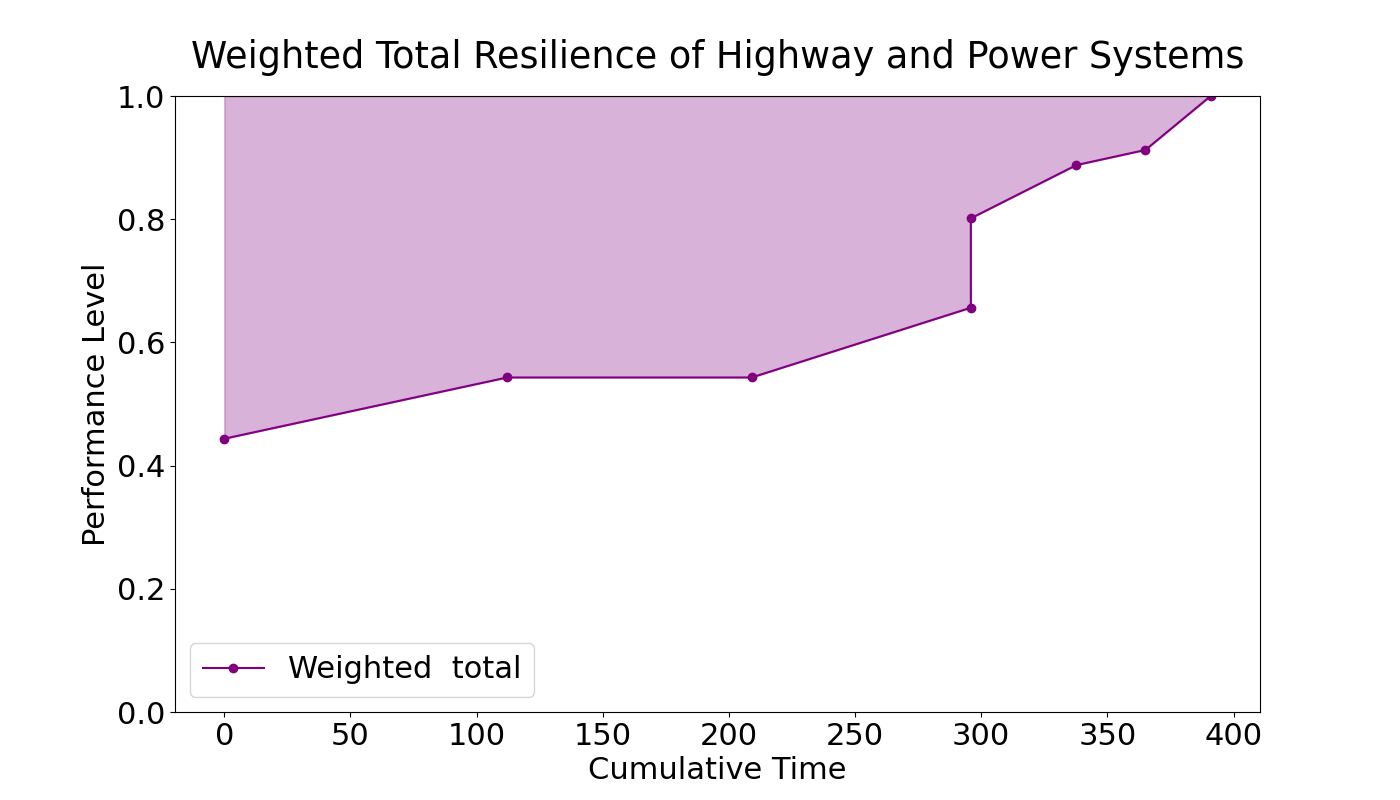 Weighted Total Resilience of Highway and Power Systems
1.0
0.8
0.6
0.4
0.2
0.0
Performance Level
Weighted  total
0 50 100 150 200 250 300 350 400
Cumulative Time